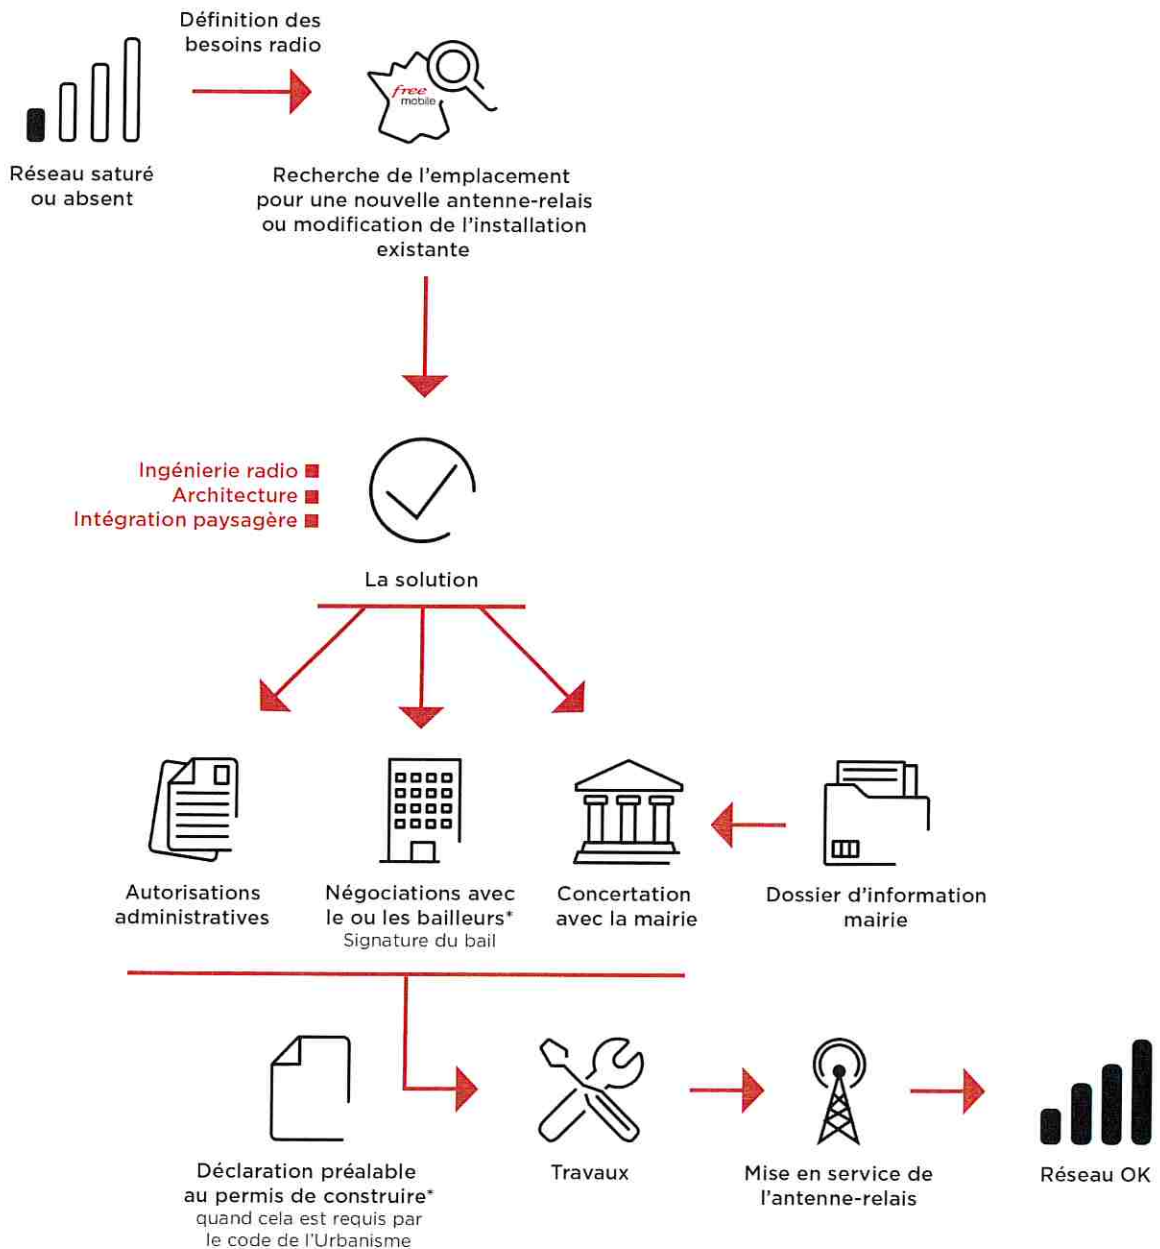 Définition des
besoins radio
free
mobile
Réseau saturé
ou absent
Recherche de l'emplacement
pour une nouvelle antenne-relais
ou modification de l'installation
existante
Ingénierie radio
Architecture
Intégration paysagère
La solution
Autorisations
administratives
Négociations avec
le ou les bailleurs*
Signature du bail
Concertation
avec la mairie
Dossier d'information
mairie
Déclaration préalable
au permis de construire*
quand cela est requis par
le code de l'Urbanisme
Travaux
Mise en service de
l'antenne-relais
Réseau OK